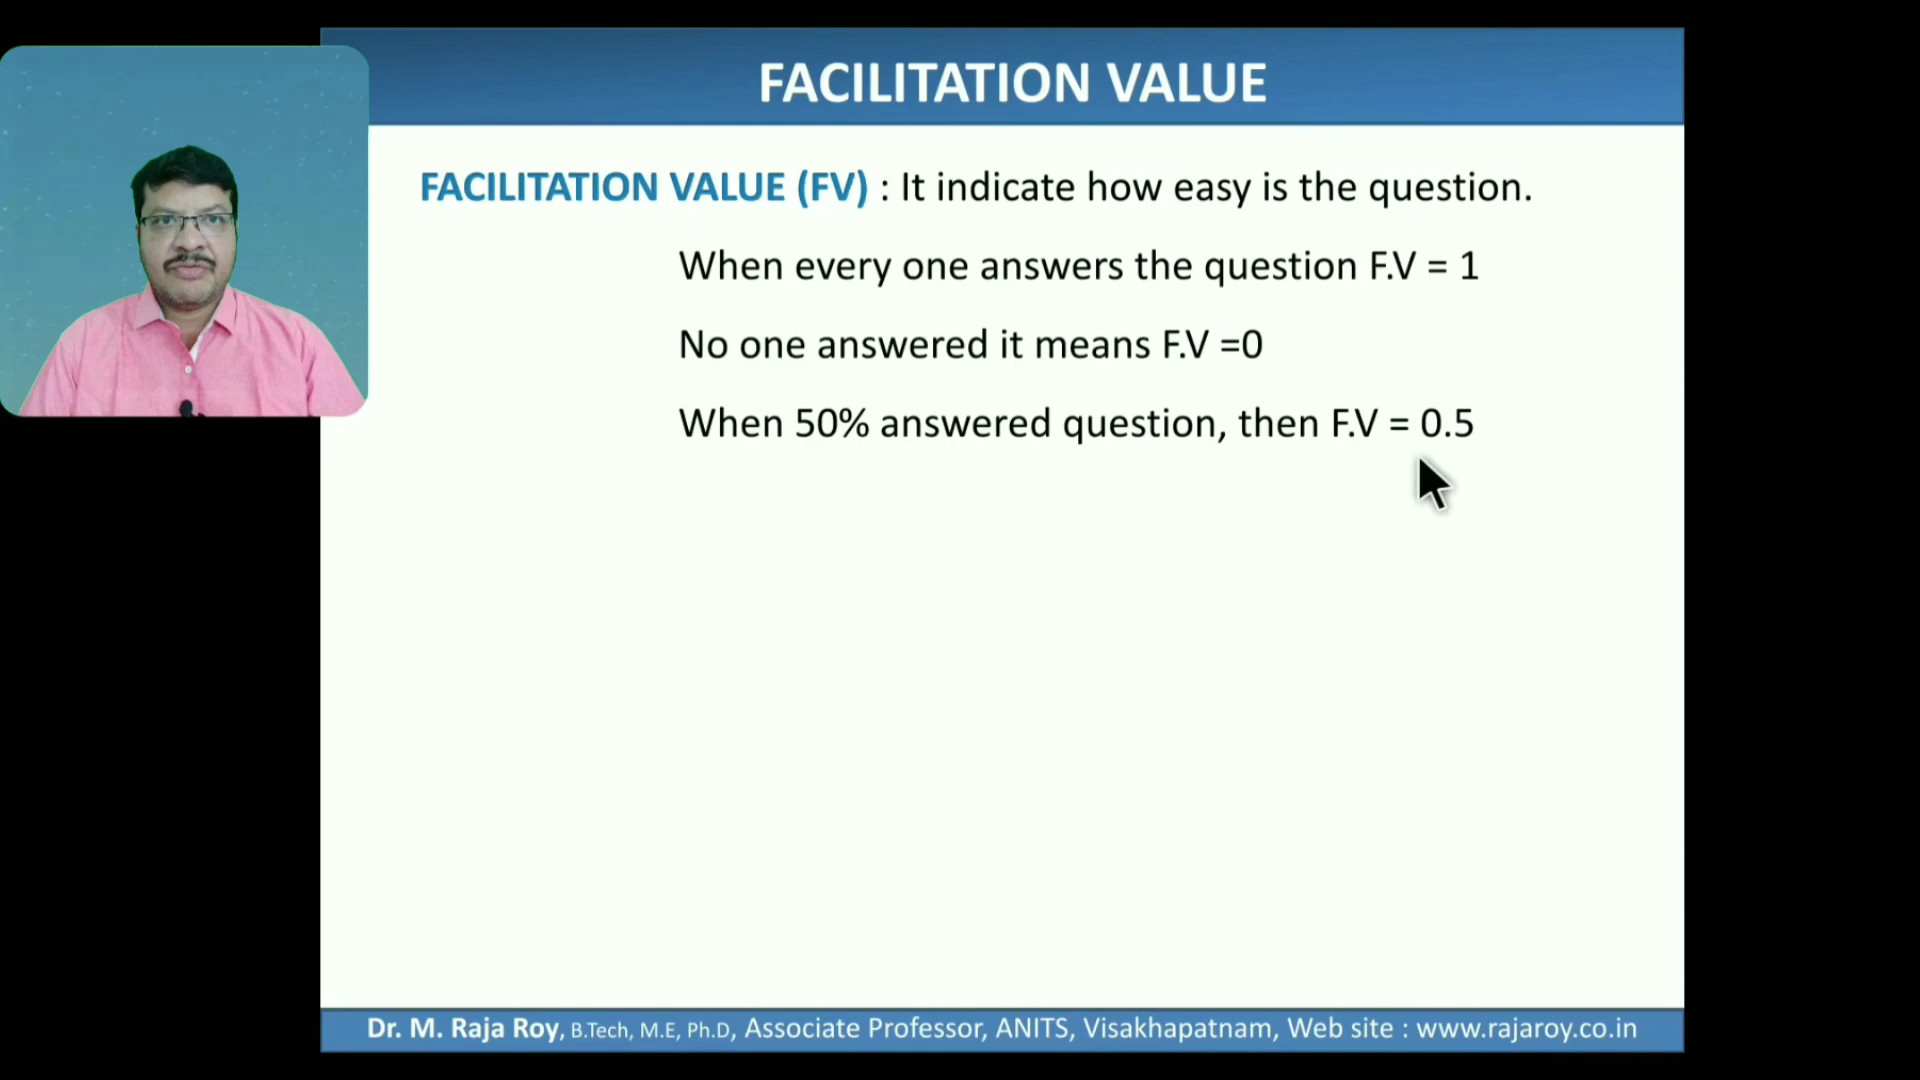 FACILITATION VALUE
FACILITATION VALUE (FV) : It indicate how easy is the question.
When every one answers the question F.V = 1
No one answered it means F.V =0
When 50% answered question, then F.V = 0.5
Dr. M. Raja Roy, B.Tech, M.E, Ph.D, Associate Professor, ANITS, Visakhapatnam, Web site : www.rajaroy.co.in